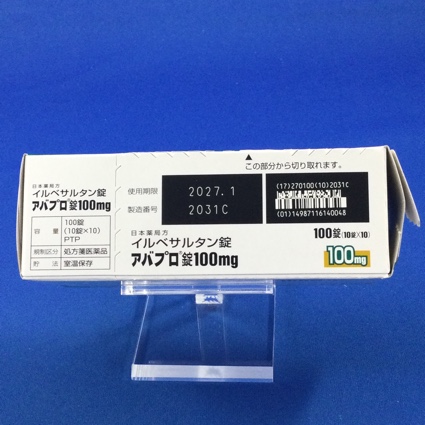 日本薬局方
イルベサルタン錠
アバプロ®錠100mg
容量 100錠
(10錠×10)
PTP
規制区分 処方箋医薬品
貯法 室温保存
この部分から切り取れます。
使用期限 2027.1
製造番号 2031C
(17)270100(10)2031C
(01)14987116140048
日本薬局方
イルベサルタン錠
アバプロ®錠100mg
100錠(10錠×10)
100mg